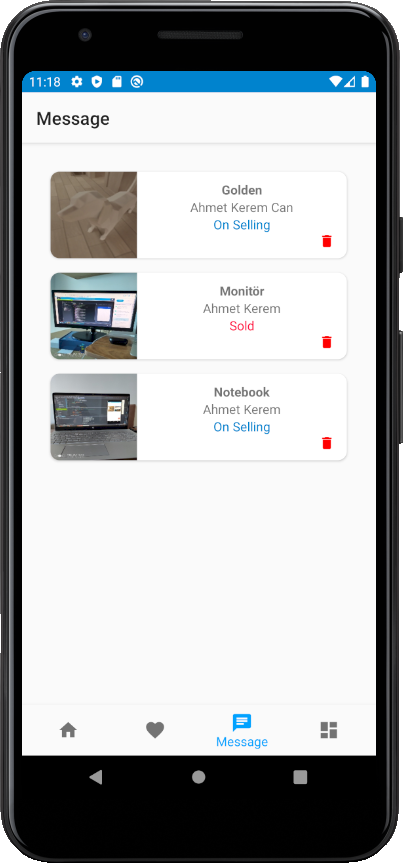 11:18
Message
Golden
Ahmet Kerem Can
On Selling
Monitör
Ahmet Kerem
Sold
Notebook
Ahmet Kerem
On Selling
Message